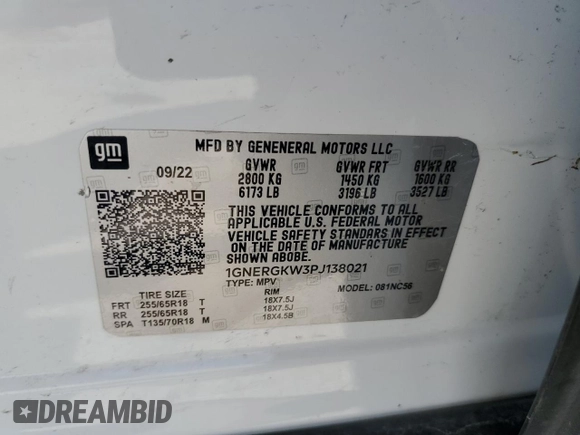 gm
MFD BY GENENERAL MOTORS LLC
09/22
GVWR GVWR FRT GVWR RR
2800 KG 1450 KG 1600 KG
6173 LB 3196 LB 3527 LB
THIS VEHICLE CONFORMS TO ALL
APPLICABLE U.S. FEDERAL MOTOR
VEHICLE SAFETY STANDARDS IN EFFECT
ON THE DATE OF MANUFACTURE
SHOWN ABOBE.
1GNERGKW3PJ138021
TYPE: MPV MODEL: 081NC56
TIRE SIZE RIM
FRT 255/65R18 T 18X7.5J
RR 255/65R18 T 18X7.5J
SPA T135/70R18 M 18X4.5B
DREAMBID